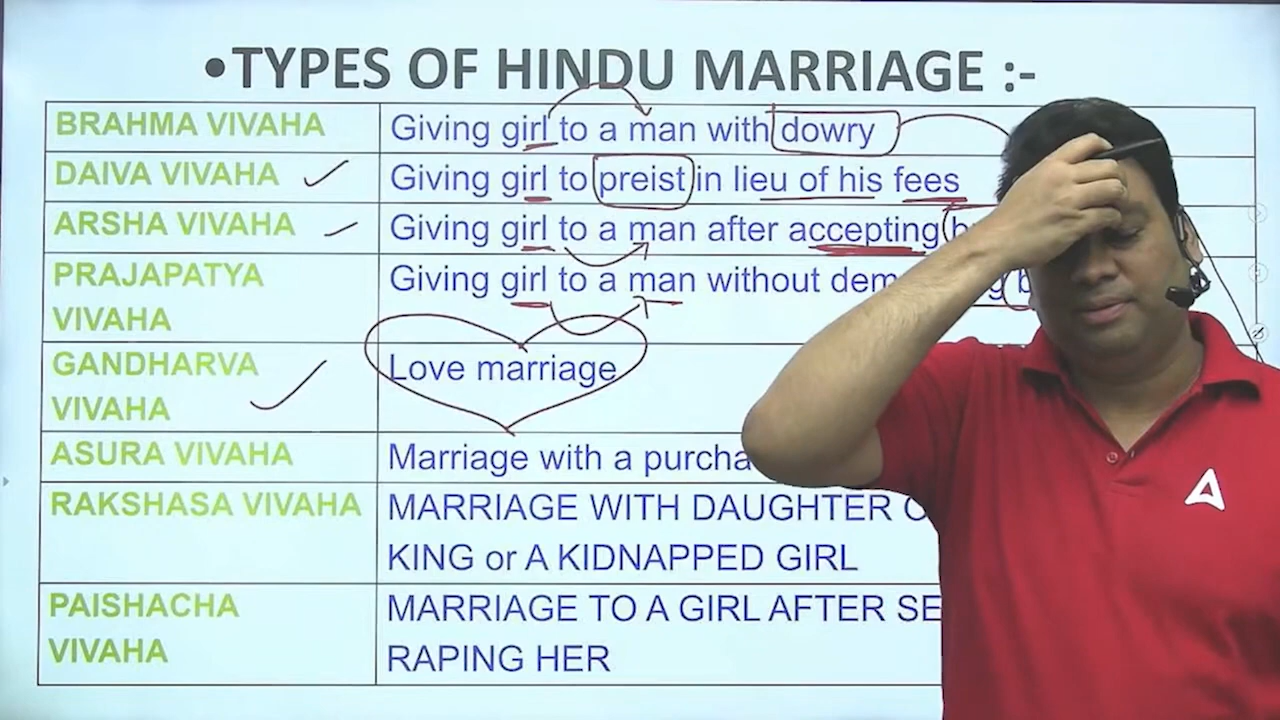 •TYPES OF HINDU MARRIAGE :-
BRAHMA VIVAHA
Giving girl to a man with dowry
DAIVA VIVAHA
Giving girl to preist in lieu of his fees
ARSHA VIVAHA
Giving girl to a man after accepting
PRAJAPATYA
VIVAHA
Giving girl to a man without
GANDHARVA
VIVAHA
Love marriage
ASURA VIVAHA
Marriage with a
RAKSHASA VIVAHA
MARRIAGE WITH DAUGHTER
KING or A KIDNAPPED GIRL
PAISHACHA
VIVAHA
MARRIAGE TO A GIRL AFTER
RAPING HER